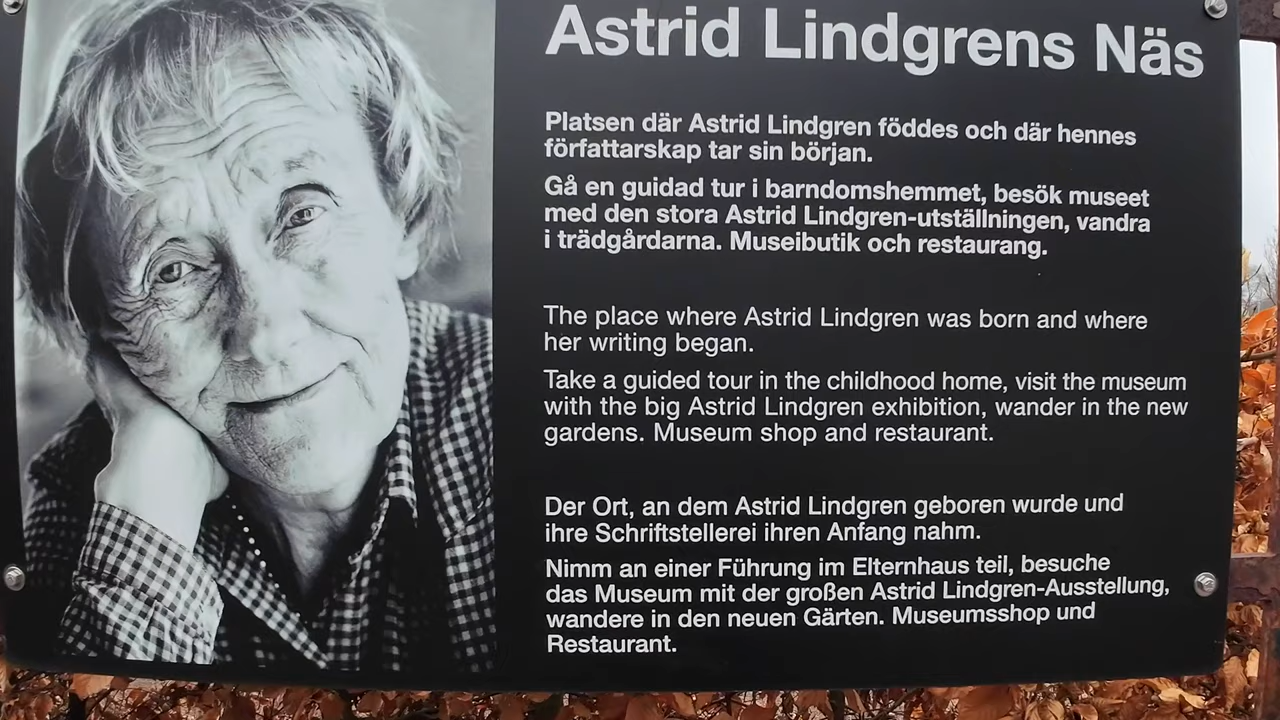 Astrid Lindgrens Näs
Platsen där Astrid Lindgren föddes och där hennes
författarskap tar sin början.
Gå en guidad tur i barndomshemmet, besök museet
med den stora Astrid Lindgren-utställningen, vandra
i trädgårdarna. Museibutik och restaurang.
The place where Astrid Lindgren was born and where
her writing began.
Take a guided tour in the childhood home, visit the museum
with the big Astrid Lindgren exhibition, wander in the new
gardens. Museum shop and restaurant.
Der Ort, an dem Astrid Lindgren geboren wurde und
ihre Schriftstellerei ihren Anfang nahm.
Nimm an einer Führung im Elternhaus teil, besuche
das Museum mit der großen Astrid Lindgren-Ausstellung,
wandere in den neuen Gärten. Museumsshop und
Restaurant.